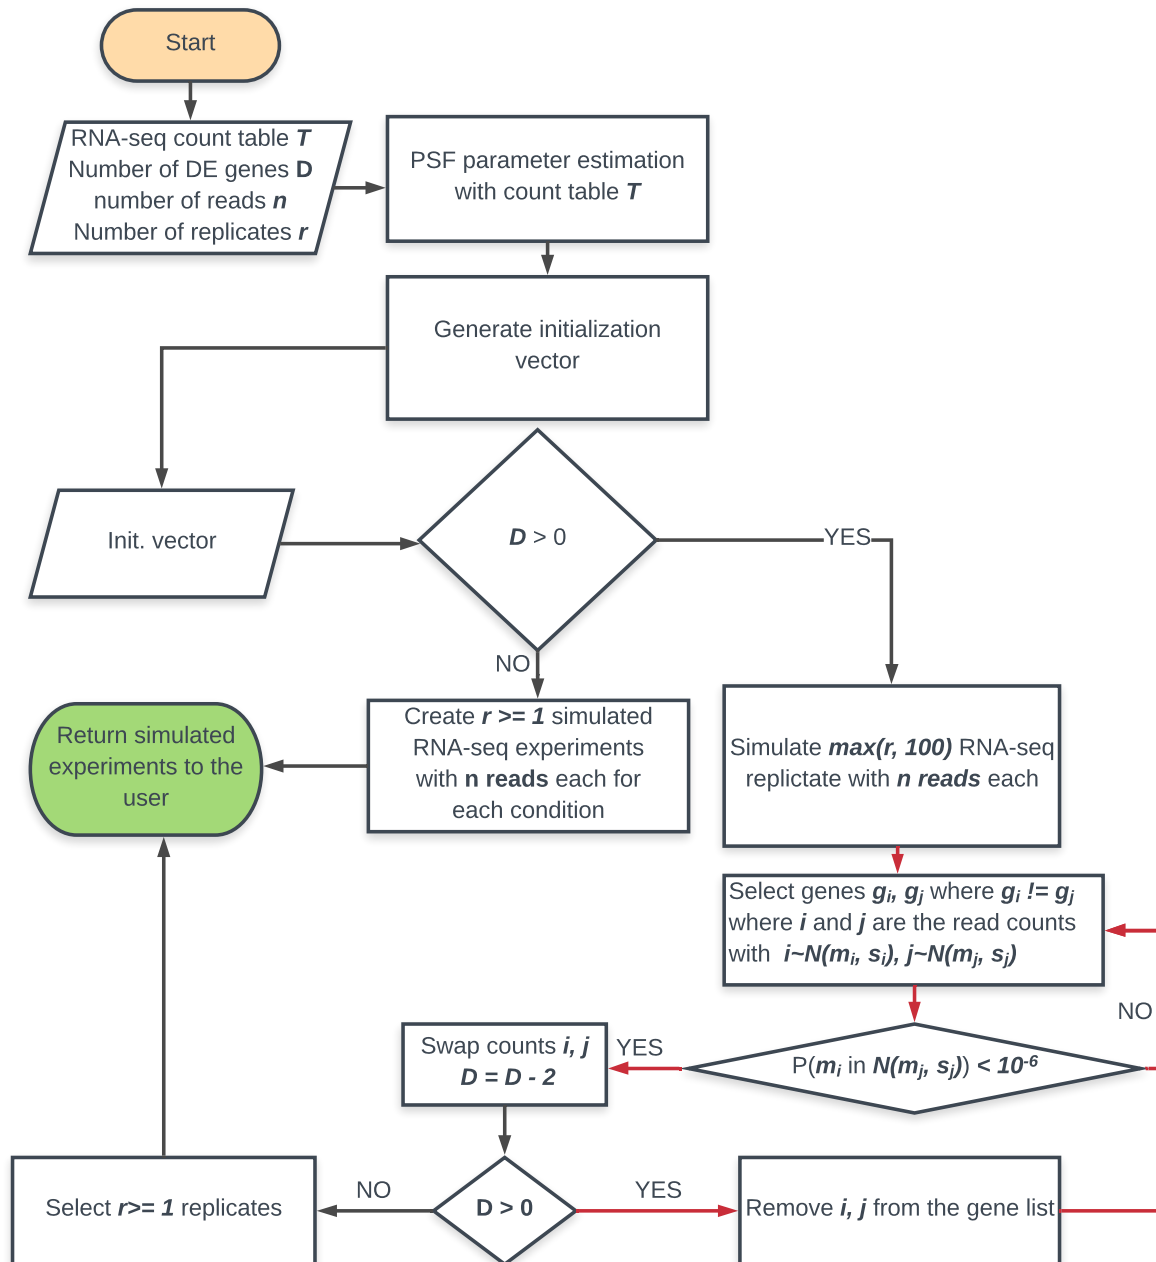 Start
RNA-seq count table T
Number of DE genes D
number of reads n
Number of replicates r
PSF parameter estimation
with count table T
Generate initialization
vector
Init. vector
D > 0
YES
NO
Return simulated
experiments to the
user
Create r >= 1 simulated
RNA-seq experiments
with n reads each for
each condition
Simulate max(r, 100) RNA-seq
replictate with n reads each
Select genes gi, gj where gi != gj
where i and j are the read counts
with i~N(mi, si), j~N(mj, sj)
NO
Swap counts i, j
D = D - 2
YES
P(mi in N(mj, sj)) < 10-6
Select r>= 1 replicates
NO
D > 0
YES
Remove i, j from the gene list